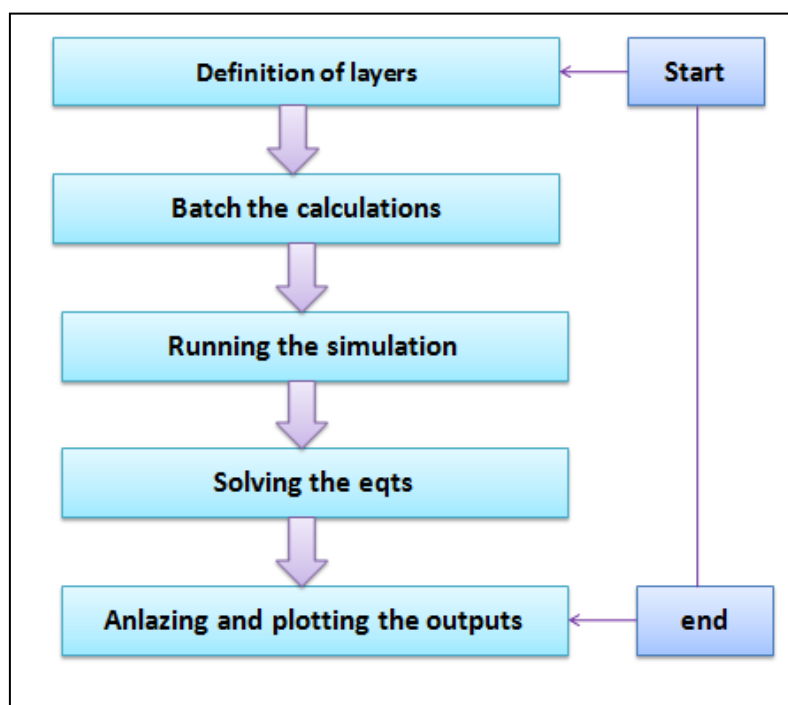 Definition of layers
Start
Batch the calculations
Running the simulation
Solving the eqts
Anlazing and plotting the outputs
end